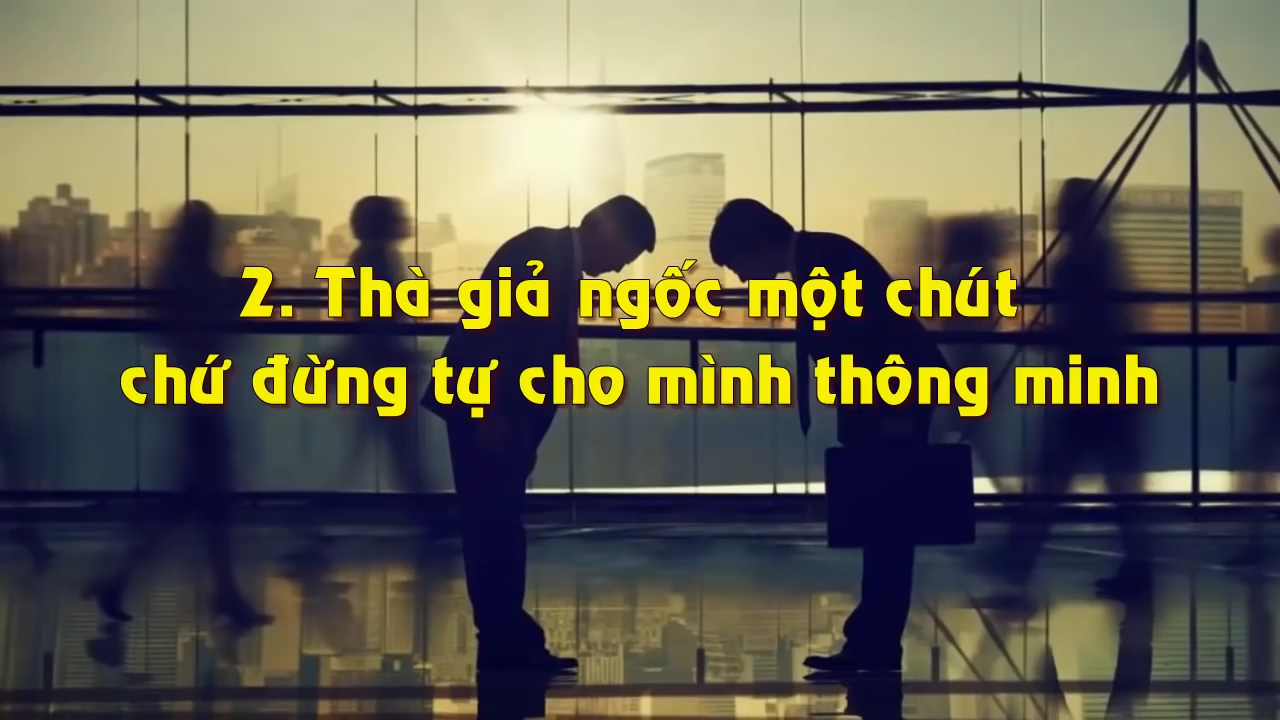 2. Thà giả ngốc một chút
chứ đừng tự cho mình thông minh